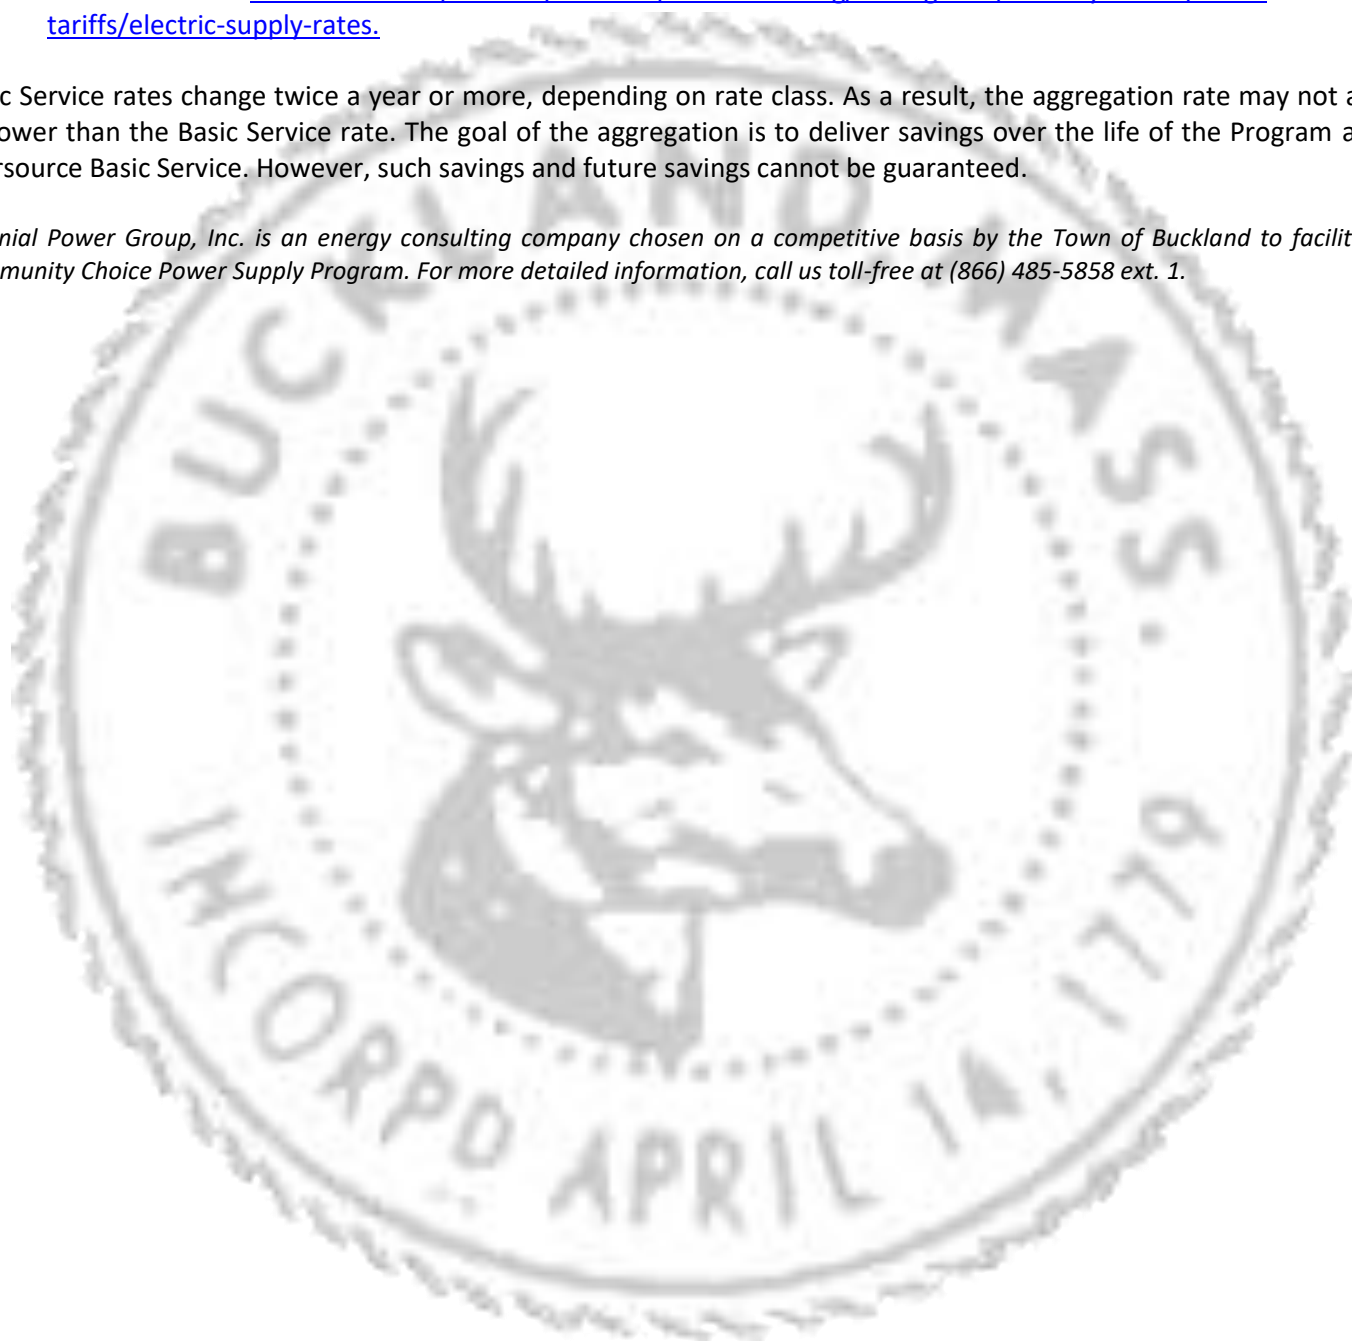 tariffs/electric-supply-rates.
c Service rates change twice a year or more, depending on rate class. As a result, the aggregation rate may not a
ower than the Basic Service rate. The goal of the aggregation is to deliver savings over the life of the Program a
rsource Basic Service. However, such savings and future savings cannot be guaranteed.
nial Power Group, Inc. is an energy consulting company chosen on a competitive basis by the Town of Buckland to facilit
munity Choice Power Supply Program. For more detailed information, call us toll-free at (866) 485-5858 ext. 1.
BUCKLAND, MASS.
INCORPD APRIL 14, 1779